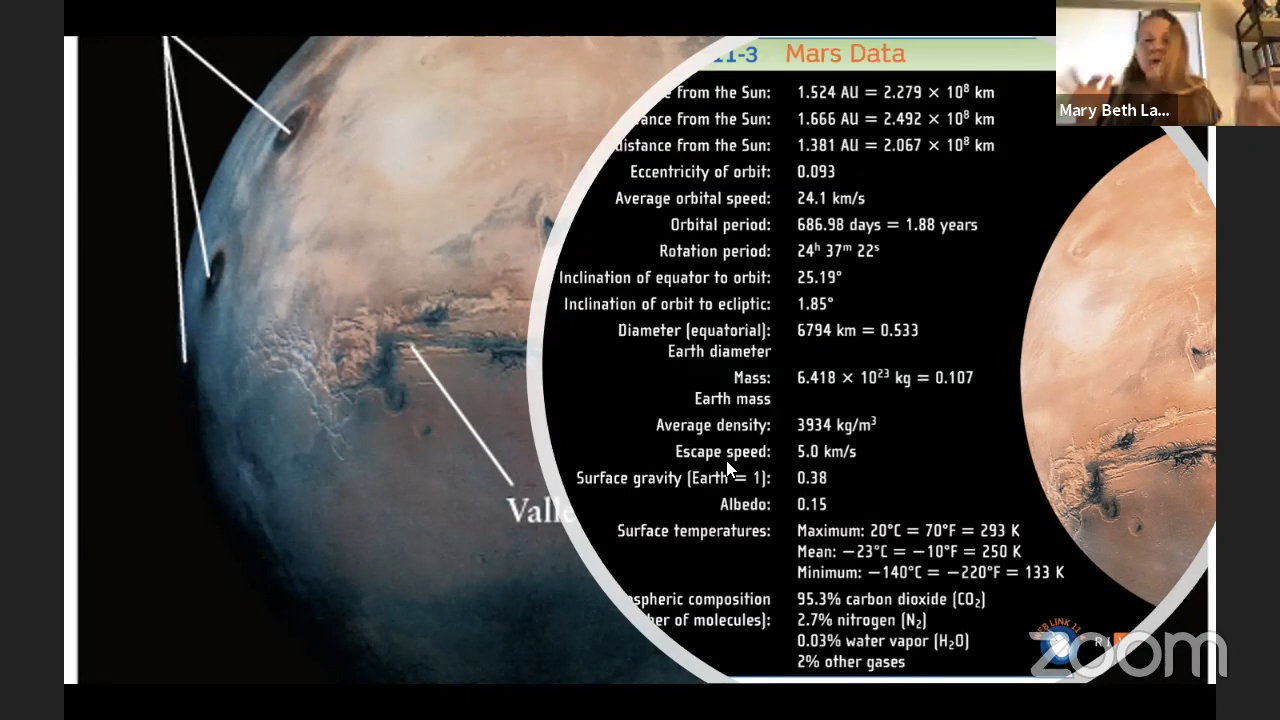 11-3 Mars Data
from the Sun: 1.524 AU = 2.279 × 10⁸ km
from the Sun: 1.666 AU = 2.492 × 10⁸ km
distance from the Sun: 1.381 AU = 2.067 × 10⁸ km
Eccentricity of orbit: 0.093
Average orbital speed: 24.1 km/s
Orbital period: 686.98 days = 1.88 years
Rotation period: 24ʰ 37ᵐ 22ˢ
Inclination of equator to orbit: 25.19°
Inclination of orbit to ecliptic: 1.85°
Diameter (equatorial): 6794 km = 0.533
Earth diameter
Mass: 6.418 × 10²³ kg = 0.107
Earth mass
Average density: 3934 kg/m³
Escape speed: 5.0 km/s
Surface gravity (Earth = 1): 0.38
Albedo: 0.15
Surface temperatures: Maximum: 20°C = 70°F = 293 K
Mean: −23°C = −10°F = 250 K
Minimum: −140°C = −220°F = 133 K
composition 95.3% carbon dioxide (CO₂)
of molecules): 2.7% nitrogen (N₂)
0.03% water vapor (H₂O)
2% other gases
Valle
Mary Beth La...
LINK 11
zoom